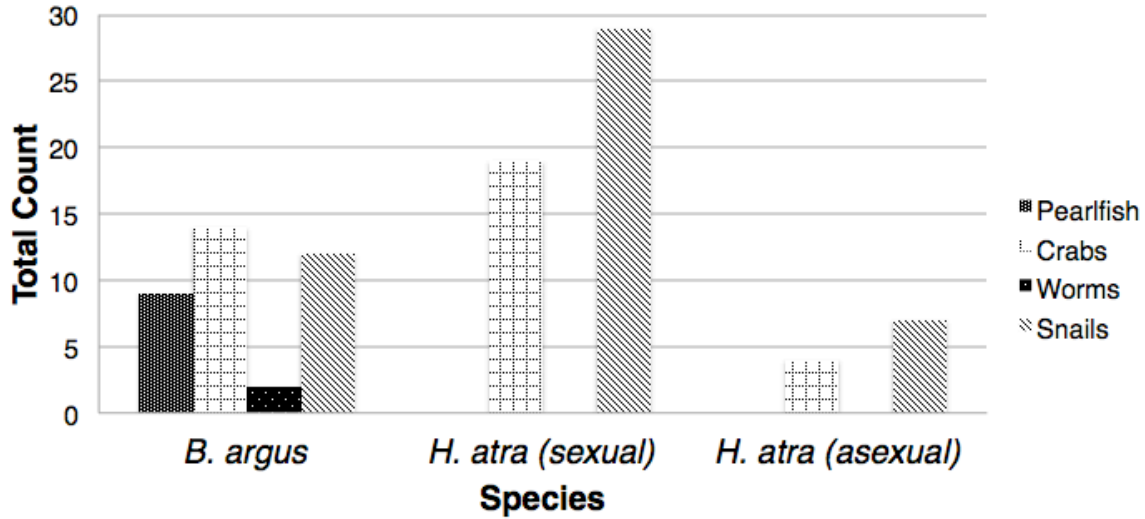 30
25
20
15
10
5
0
Total Count
B. argus
H. atra (sexual)
H. atra (asexual)
Species
Pearlfish
Crabs
Worms
Snails